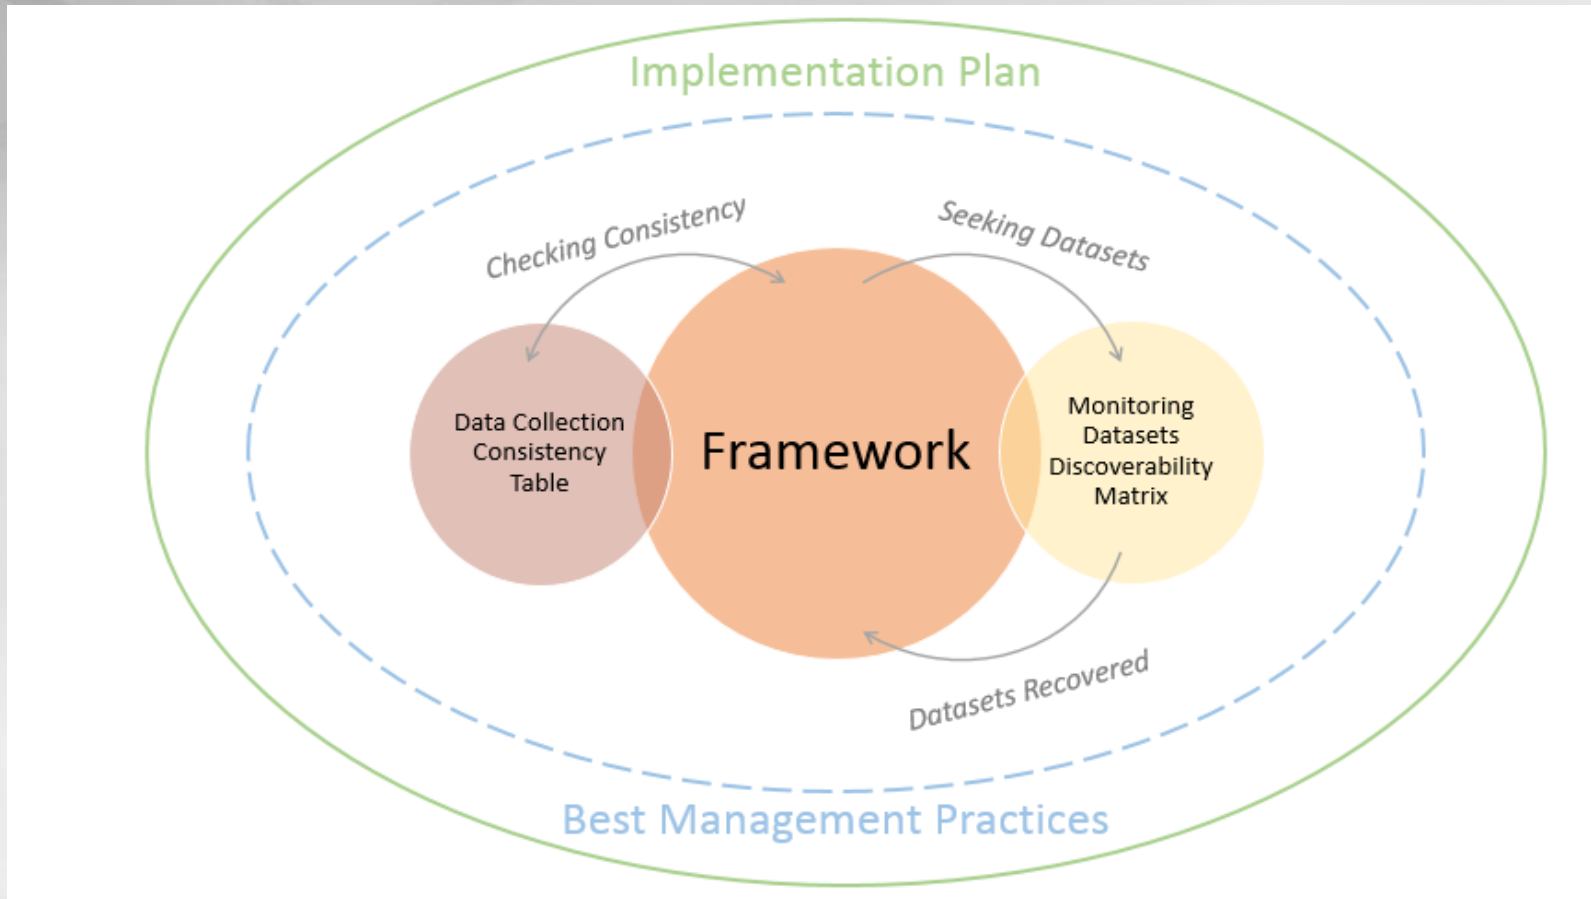 Implementation Plan
Checking Consistency
Seeking Datasets
Data Collection
Consistency
Table
Framework
Monitoring
Datasets
Discoverability
Matrix
Datasets Recovered
Best Management Practices